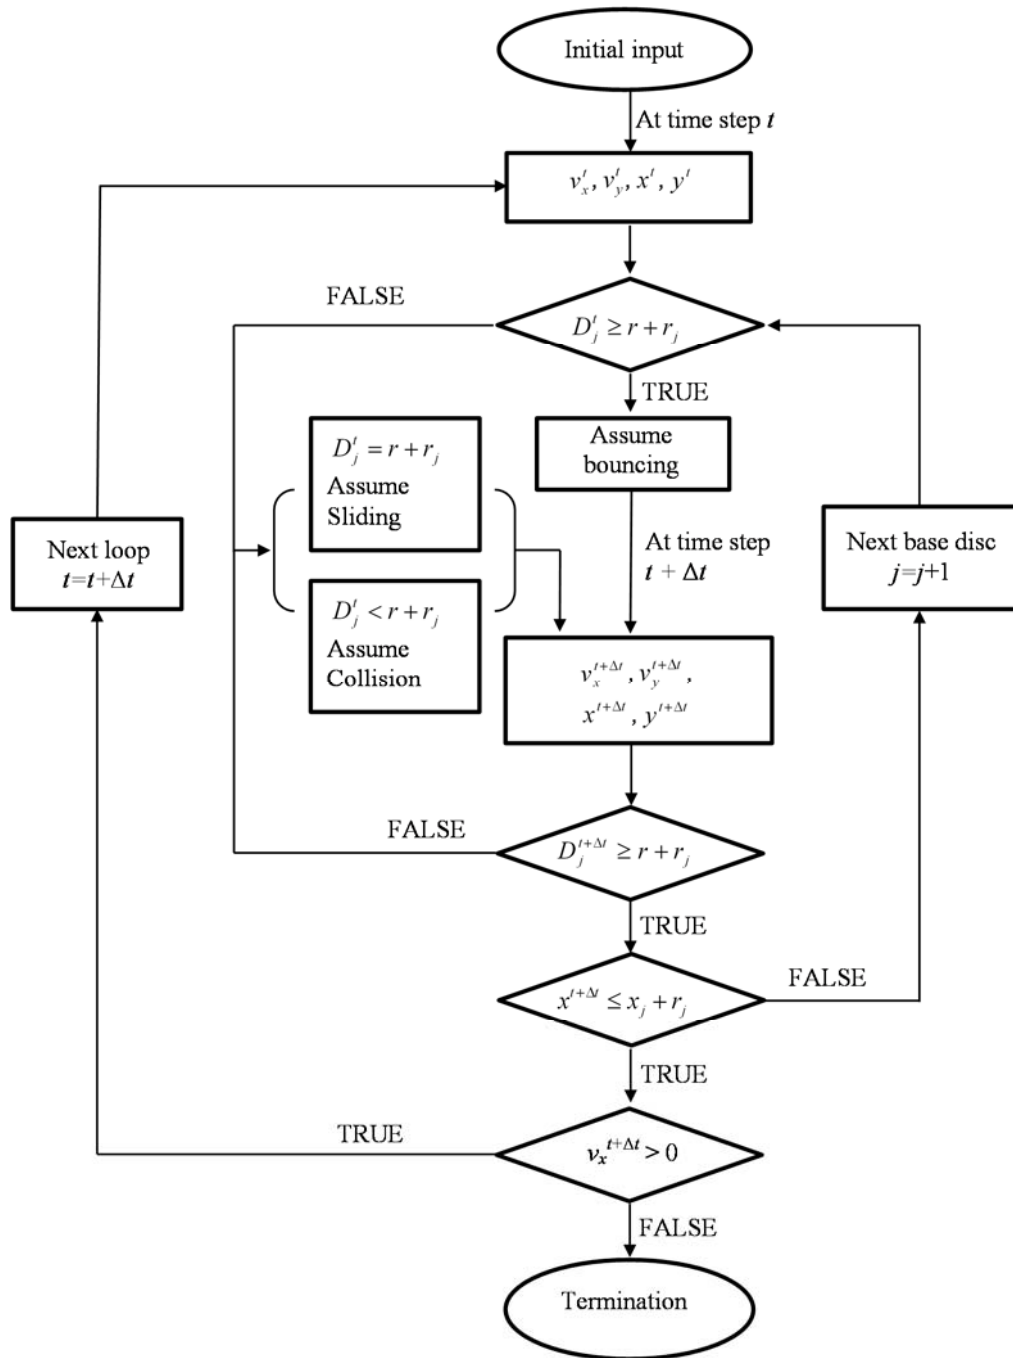 Initial input
At time step t
v_x^t, v_y^t, x^t, y^t
FALSE
D_j^t ≥ r + r_j
TRUE
Assume
bouncing
D_j^t = r + r_j
Assume
Sliding
D_j^t < r + r_j
Assume
Collision
At time step
t + Δt
Next loop
t=t+Δt
Next base disc
j=j+1
v_x^{t+Δt}, v_y^{t+Δt},
x^{t+Δt}, y^{t+Δt}
FALSE
D_j^{t+Δt} ≥ r + r_j
TRUE
x^{t+Δt} ≤ x_j + r_j
FALSE
TRUE
TRUE
v_x^{t+Δt} > 0
FALSE
Termination